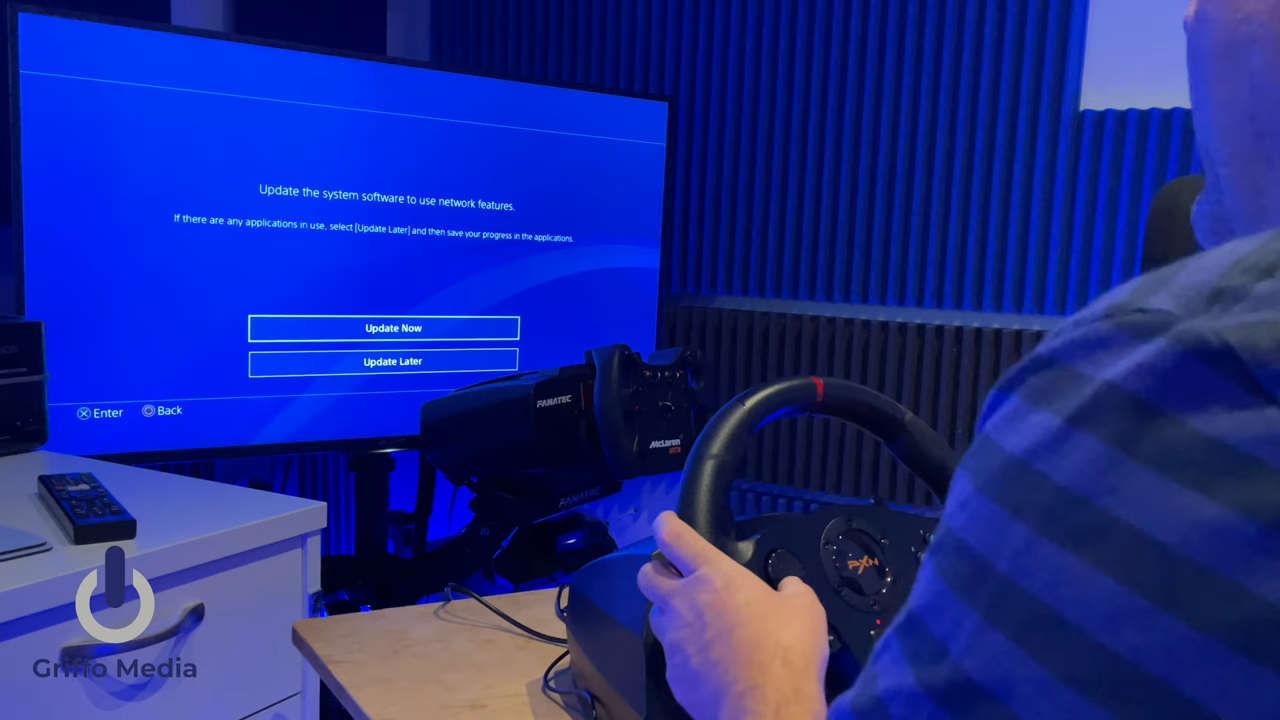 Update the system software to use network features.
If there are any applications in use, select [Update Later] and then save your progress in the applications.
Update Now
Update Later
Enter
Back
FANATEC
McLaren
GT3
FANATEC
PXN
Griffo Media